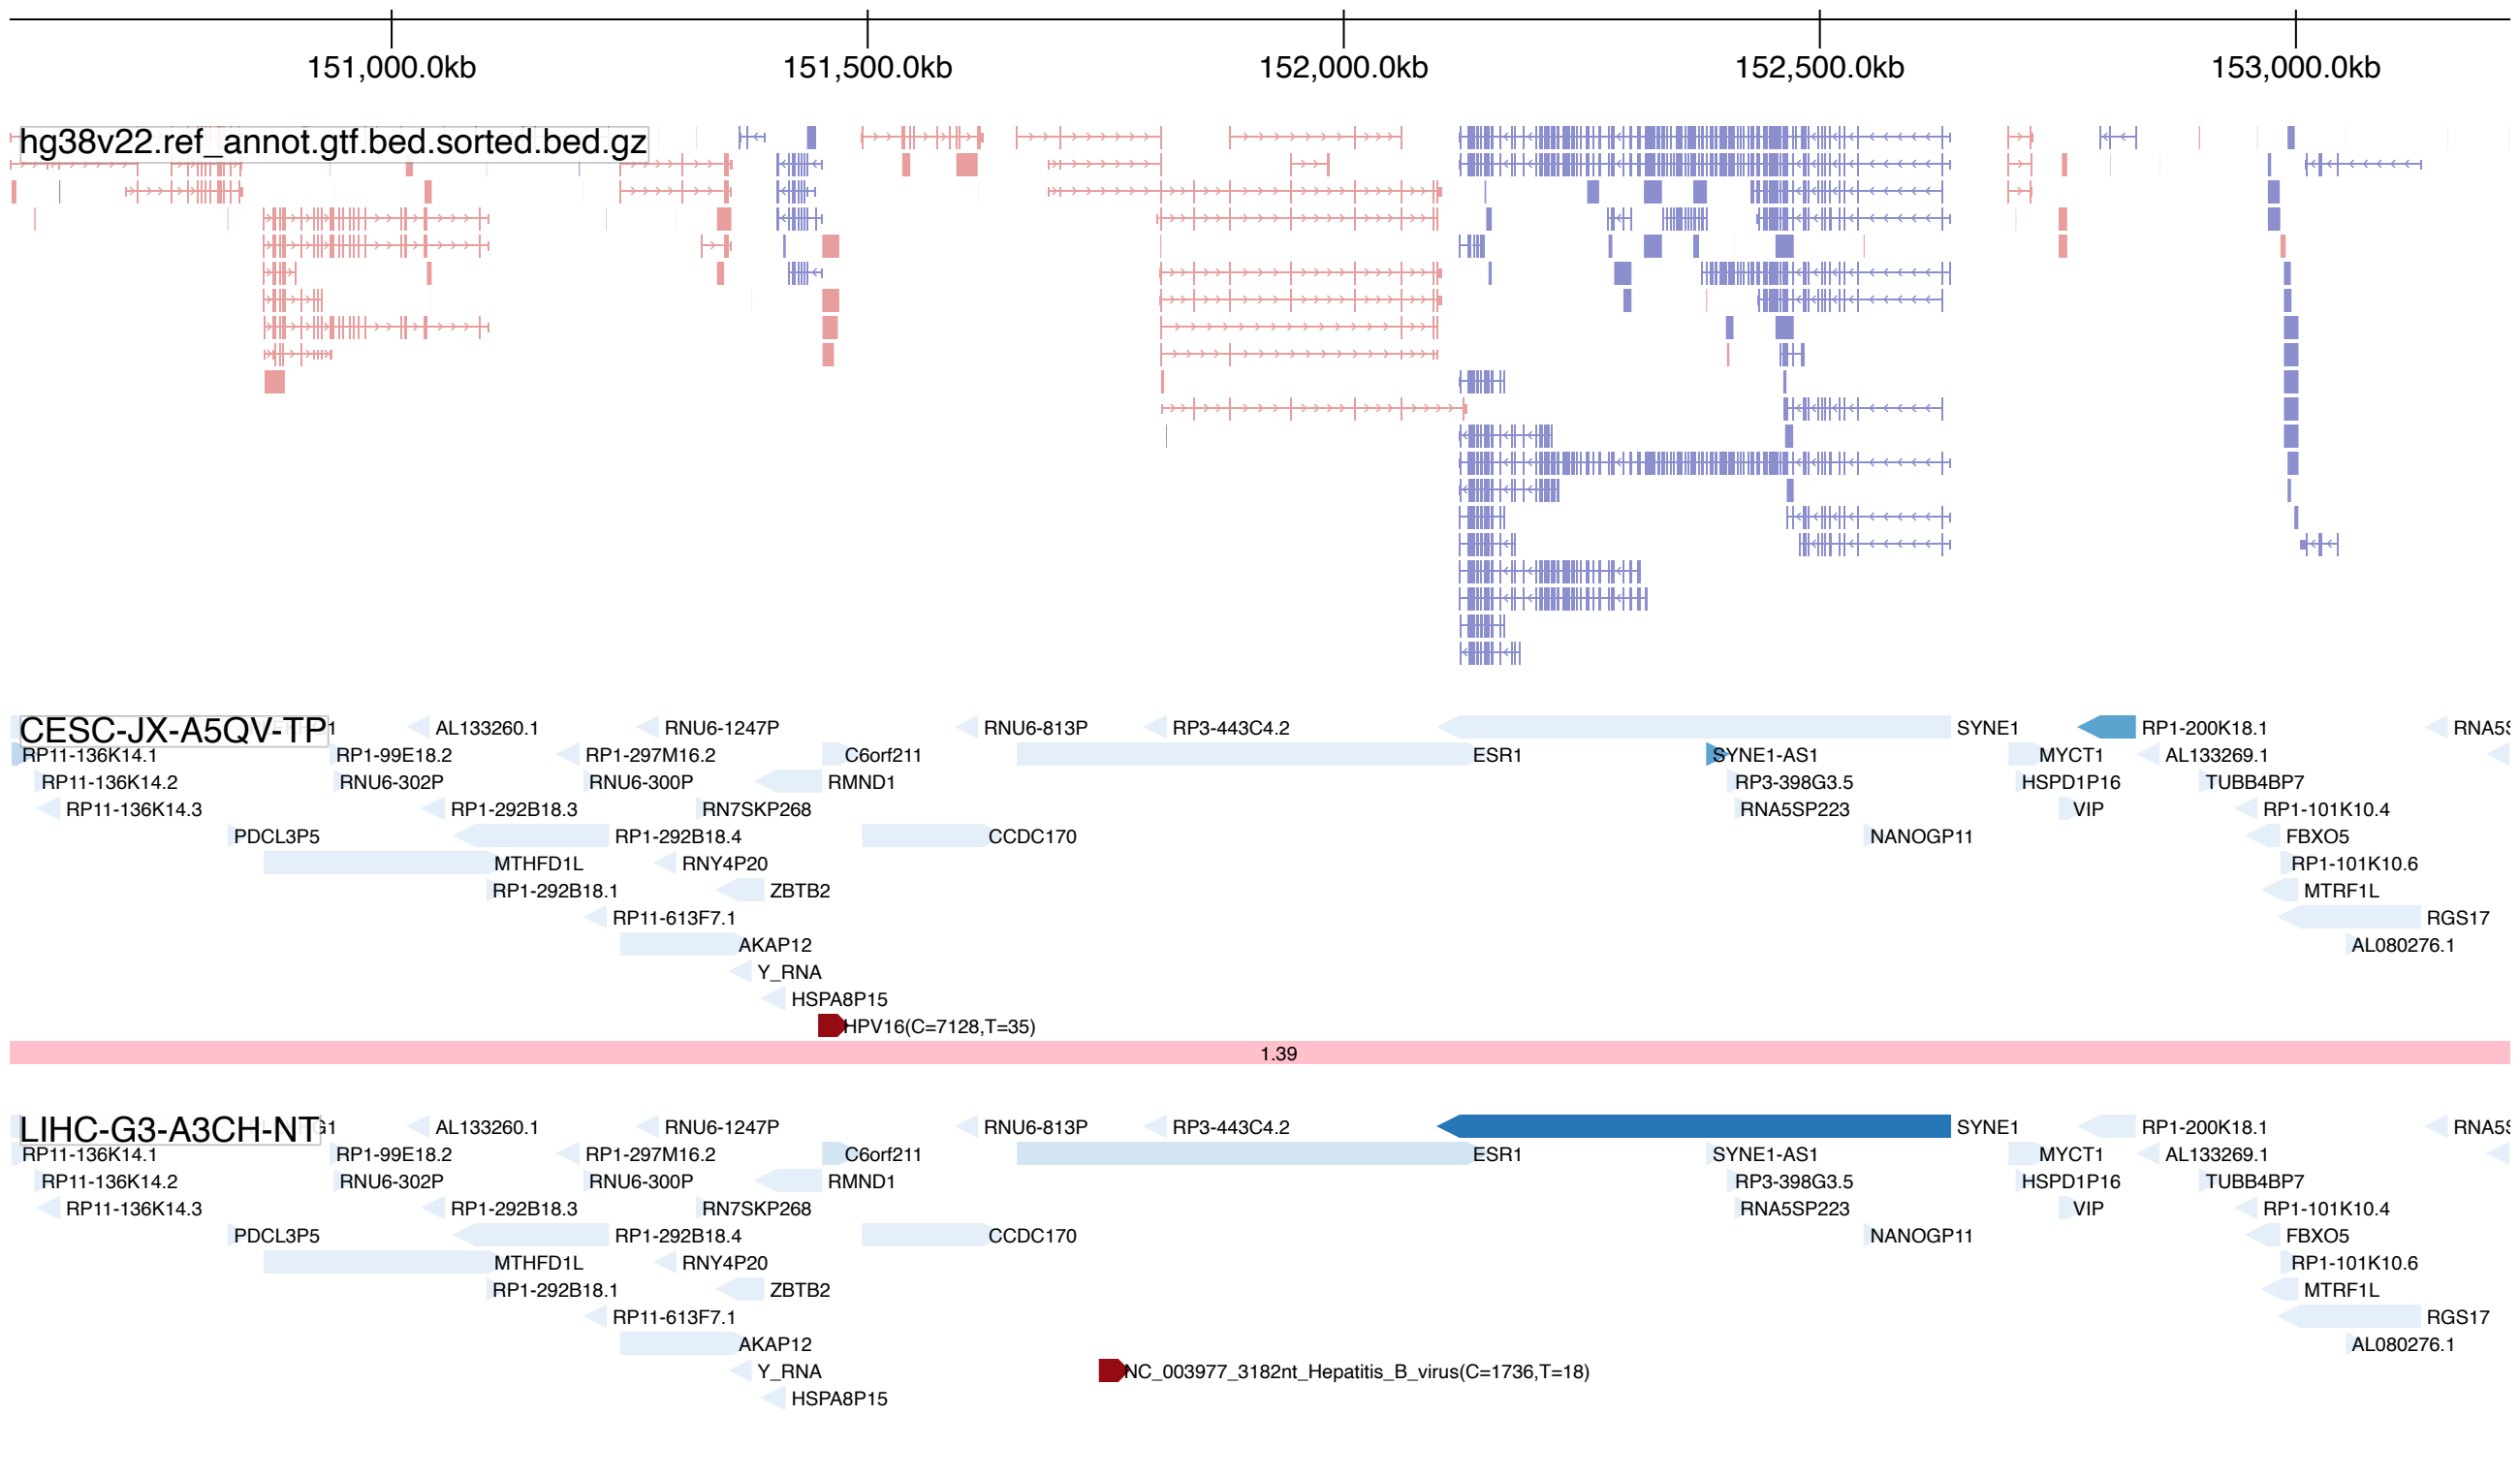 151,000.0kb 151,500.0kb 152,000.0kb 152,500.0kb 153,000.0kb
hg38v22.ref_annot.gtf.bed.sorted.bed.gz
CESC-JX-A5QV-TP 1 AL133260.1 RNU6-1247P RNU6-813P RP3-443C4.2 SYNE1 RP1-200K18.1 RNA5S
RP11-136K14.1 RP1-99E18.2 RP1-297M16.2 C6orf211 ESR1 SYNE1-AS1 MYCT1 AL133269.1
RP11-136K14.2 RNU6-302P RNU6-300P RMND1 RP3-398G3.5 HSPD1P16 TUBB4BP7
RP11-136K14.3 RP1-292B18.3 RN7SKP268 RNA5SP223 VIP RP1-101K10.4
PDCL3P5 RP1-292B18.4 CCDC170 NANOGP11 FBXO5
MTHFD1L RNY4P20 RP1-101K10.6
RP1-292B18.1 ZBTB2 MTRF1L
RP11-613F7.1 RGS17
AKAP12 AL080276.1
Y_RNA
HSPA8P15
HPV16(C=7128,T=35)
1.39
LIHC-G3-A3CH-NT G1 AL133260.1 RNU6-1247P RNU6-813P RP3-443C4.2 SYNE1 RP1-200K18.1 RNA5S
RP11-136K14.1 RP1-99E18.2 RP1-297M16.2 C6orf211 ESR1 SYNE1-AS1 MYCT1 AL133269.1
RP11-136K14.2 RNU6-302P RNU6-300P RMND1 RP3-398G3.5 HSPD1P16 TUBB4BP7
RP11-136K14.3 RP1-292B18.3 RN7SKP268 RNA5SP223 VIP RP1-101K10.4
PDCL3P5 RP1-292B18.4 CCDC170 NANOGP11 FBXO5
MTHFD1L RNY4P20 RP1-101K10.6
RP1-292B18.1 ZBTB2 MTRF1L
RP11-613F7.1 RGS17
AKAP12 AL080276.1
Y_RNA NC_003977_3182nt_Hepatitis_B_virus(C=1736,T=18)
HSPA8P15